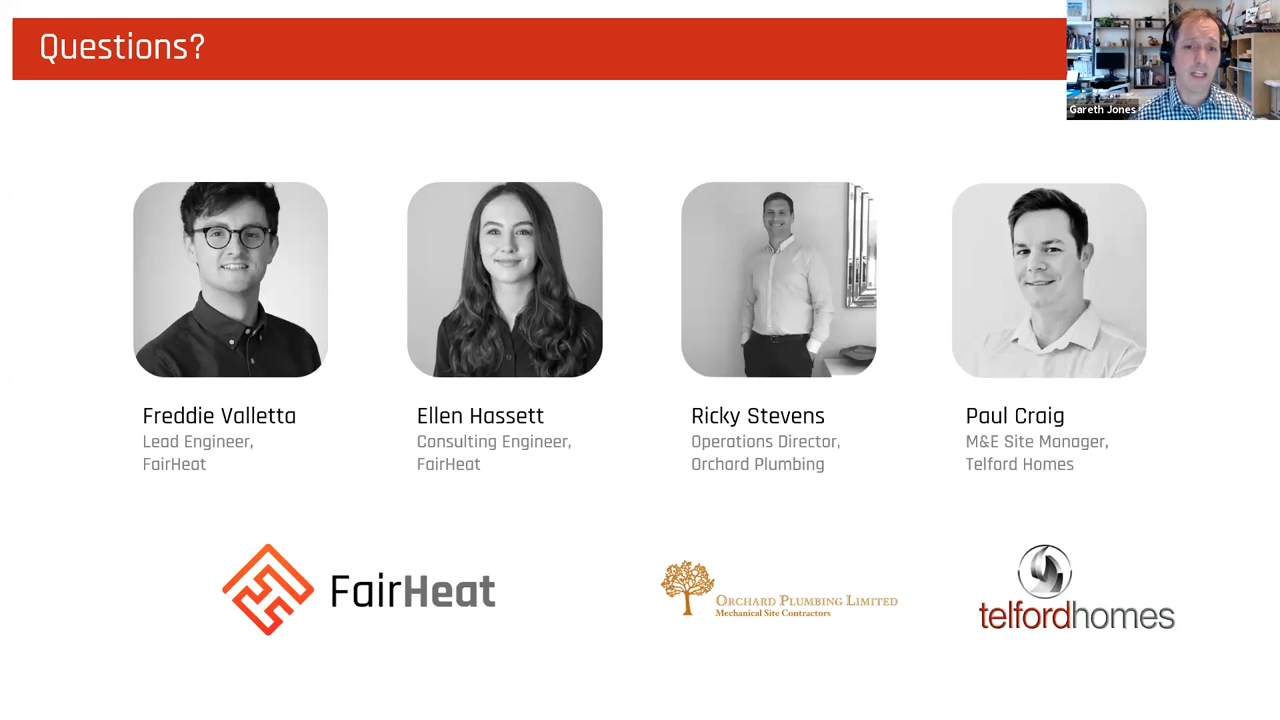 Questions?
Gareth Jones
Freddie Valletta
Lead Engineer,
FairHeat
Ellen Hassett
Consulting Engineer,
FairHeat
Ricky Stevens
Operations Director,
Orchard Plumbing
Paul Craig
M&E Site Manager,
Telford Homes
FairHeat
Orchard Plumbing Limited
Mechanical Site Contractors
telfordhomes